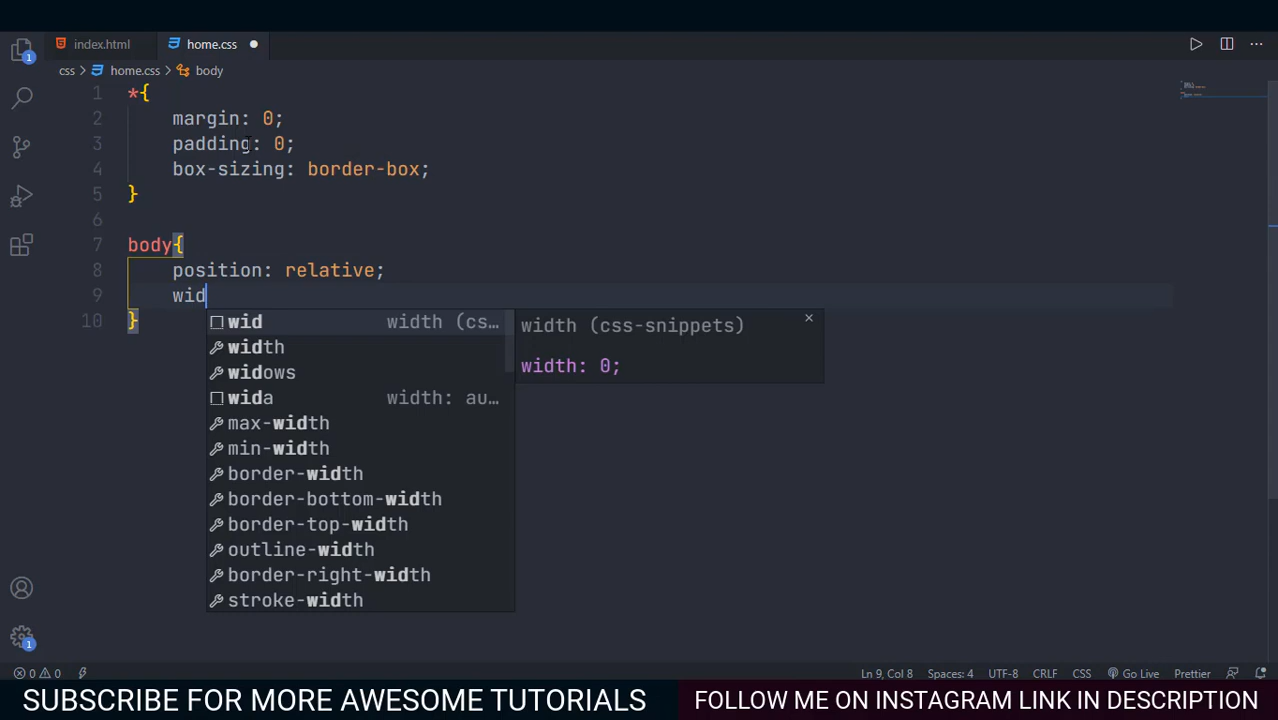 index.html home.css
css > home.css > body
1 *{
2 margin: 0;
3 padding: 0;
4 box-sizing: border-box;
5 }
6
7 body{
8 position: relative;
9 wid
10 }
wid width (cs…
width
widows
wida width: au…
max-width
min-width
border-width
border-bottom-width
border-top-width
outline-width
border-right-width
stroke-width
width (css-snippets)
width: 0;
1
1
0 0 Ln 9, Col 8 Spaces: 4 UTF-8 CRLF CSS Go Live Prettier
SUBSCRIBE FOR MORE AWESOME TUTORIALS FOLLOW ME ON INSTAGRAM LINK IN DESCRIPTION